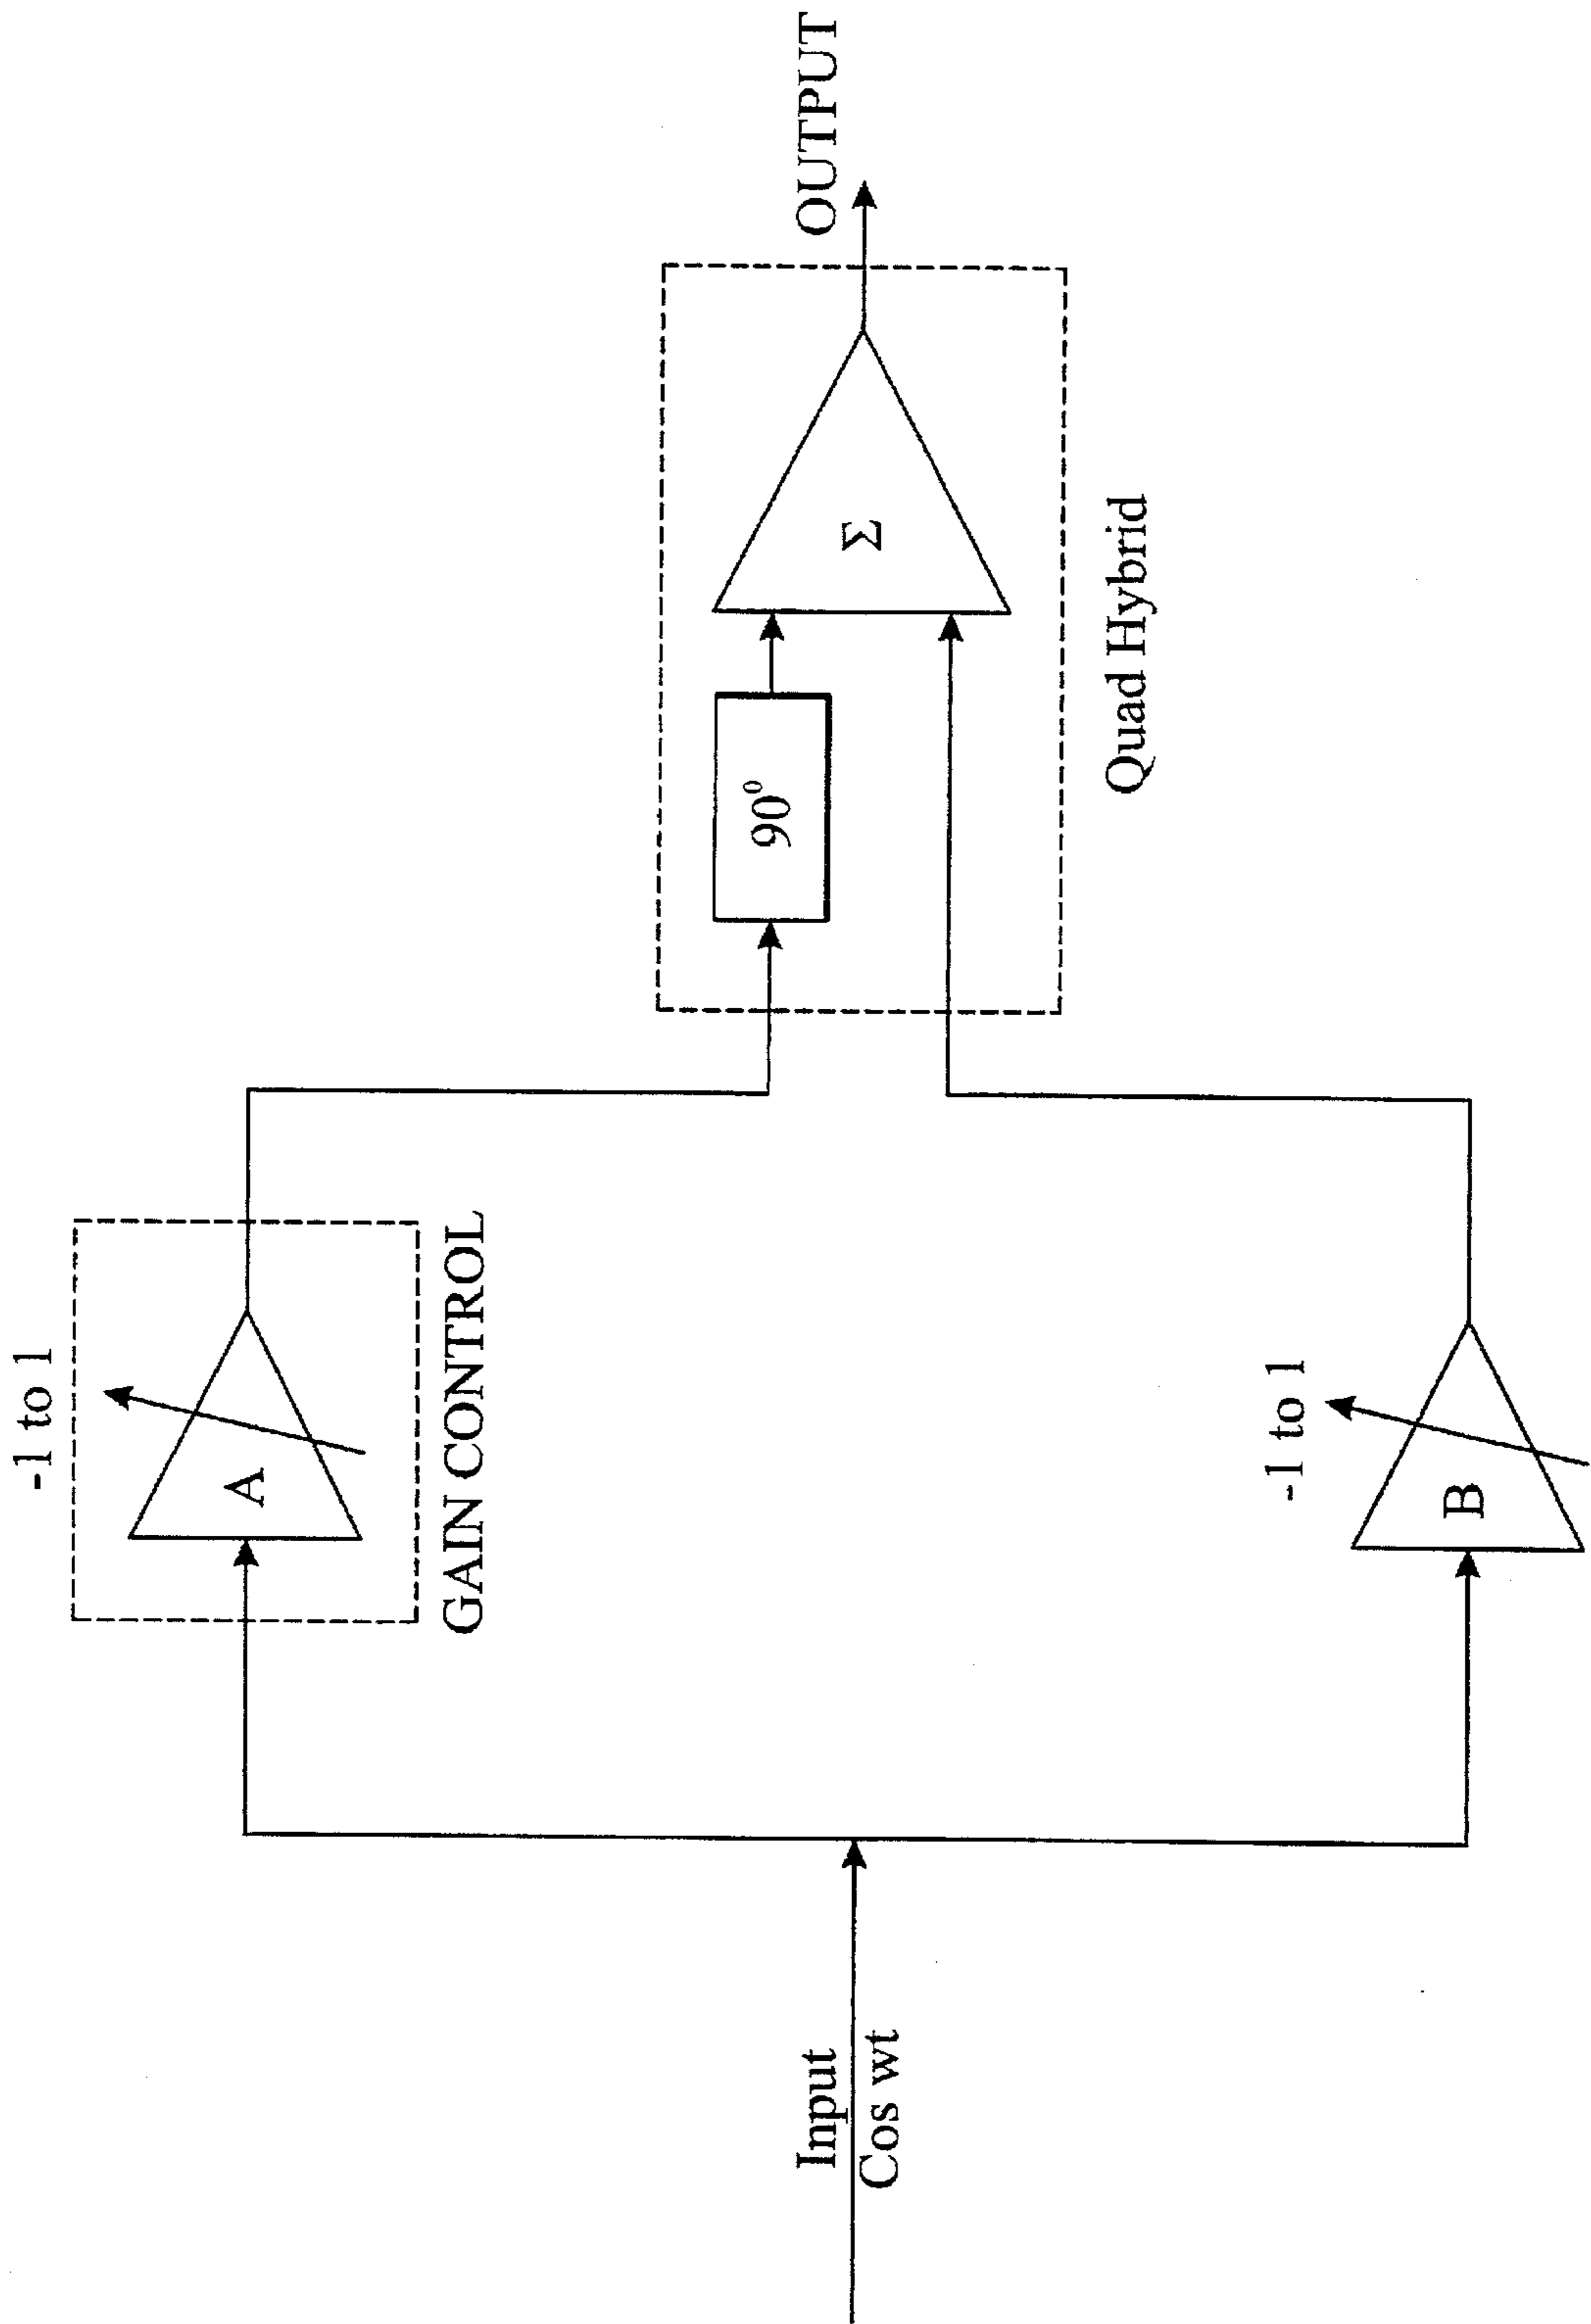 -1 to 1
A
GAIN CONTROL
Input
Cos wt
90°
Σ
OUTPUT
Quad Hybrid
-1 to 1
B